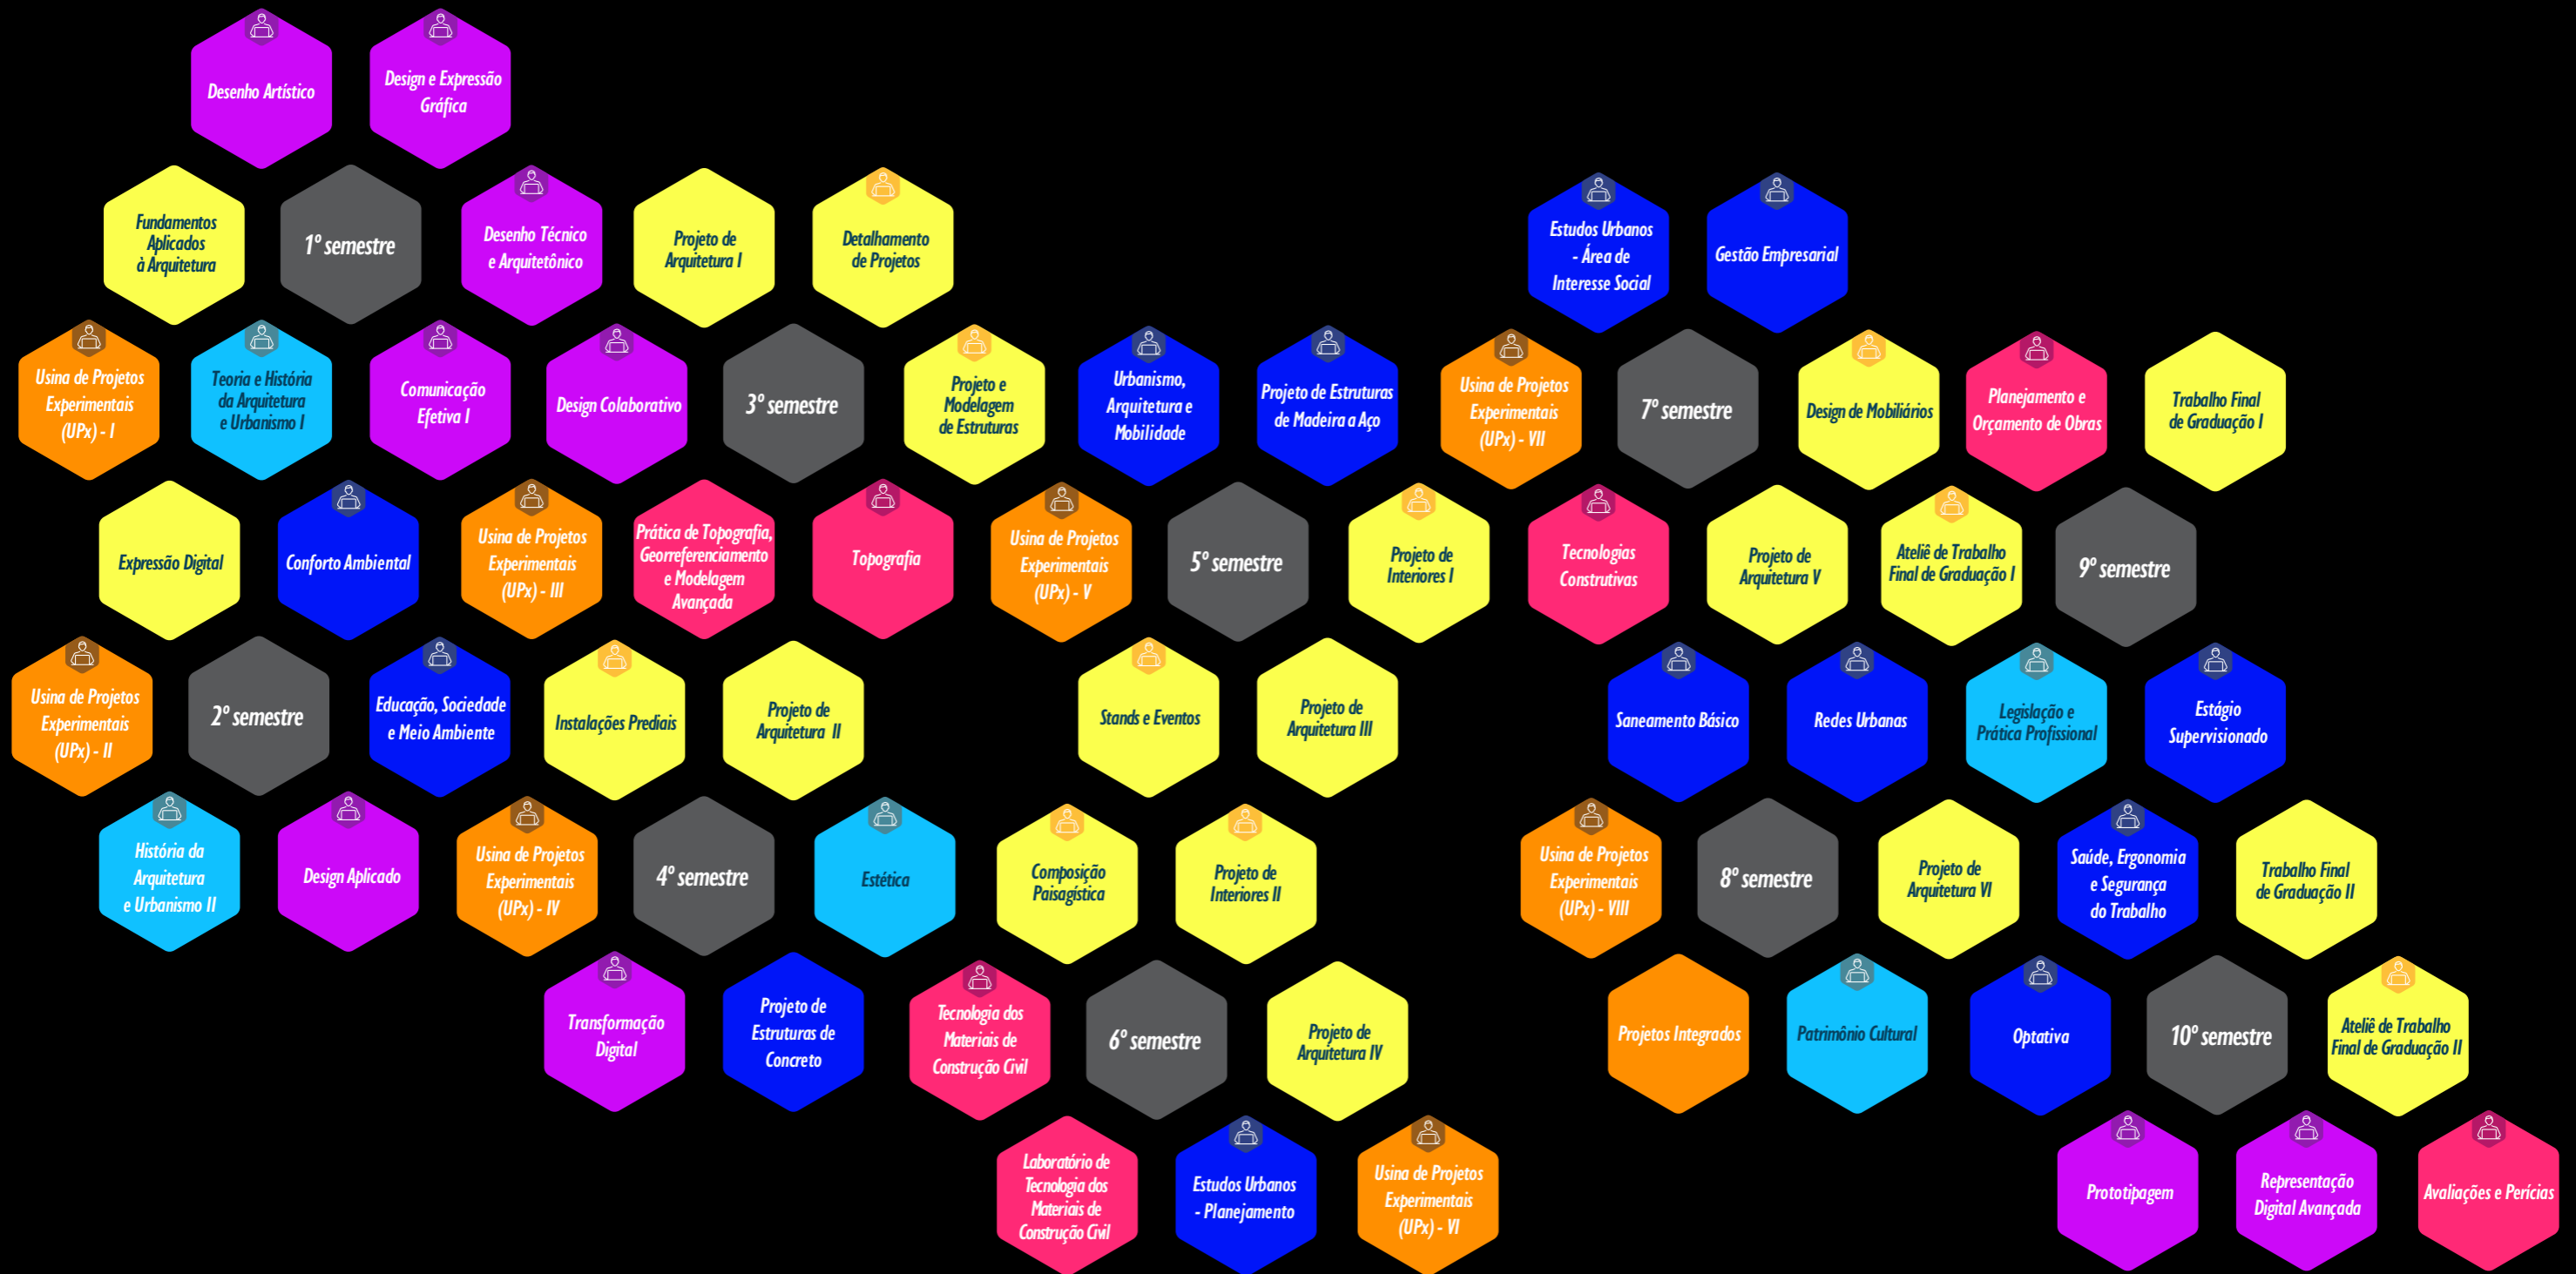 Desenho Artístico
Design e Expressão
Gráfica
Fundamentos
Aplicados
à Arquitetura
1º semestre
Desenho Técnico
e Arquitetônico
Projeto de
Arquitetura I
Detalhamento
de Projetos
Estudos Urbanos
- Área de
Interesse Social
Gestão Empresarial
Usina de Projetos
Experimentais
(UPx) - I
Teoria e História
da Arquitetura
e Urbanismo I
Comunicação
Efetiva I
Design Colaborativo
3º semestre
Projeto e
Modelagem
de Estruturas
Urbanismo,
Arquitetura e
Mobilidade
Projeto de Estruturas
de Madeira a Aço
Usina de Projetos
Experimentais
(UPx) - VII
7º semestre
Design de Mobiliários
Planejamento e
Orçamento de Obras
Trabalho Final
de Graduação I
Expressão Digital
Conforto Ambiental
Usina de Projetos
Experimentais
(UPx) - III
Prática de Topografia,
Georreferenciamento
e Modelagem
Avançada
Topografia
Usina de Projetos
Experimentais
(UPx) - V
5º semestre
Projeto de
Interiores I
Tecnologias
Construtivas
Projeto de
Arquitetura V
Ateliê de Trabalho
Final de Graduação I
9º semestre
Usina de Projetos
Experimentais
(UPx) - II
2º semestre
Educação, Sociedade
e Meio Ambiente
Instalações Prediais
Projeto de
Arquitetura II
Stands e Eventos
Projeto de
Arquitetura III
Saneamento Básico
Redes Urbanas
Legislação e
Prática Profissional
Estágio
Supervisionado
História da
Arquitetura
e Urbanismo II
Design Aplicado
Usina de Projetos
Experimentais
(UPx) - IV
4º semestre
Estética
Composição
Paisagística
Projeto de
Interiores II
Usina de Projetos
Experimentais
(UPx) - VIII
8º semestre
Projeto de
Arquitetura VI
Saúde, Ergonomia
e Segurança
do Trabalho
Trabalho Final
de Graduação II
Transformação
Digital
Projeto de
Estruturas de
Concreto
Tecnologia dos
Materiais de
Construção Civil
6º semestre
Projeto de
Arquitetura IV
Projetos Integrados
Patrimônio Cultural
Optativa
10º semestre
Ateliê de Trabalho
Final de Graduação II
Laboratório de
Tecnologia dos
Materiais de
Construção Civil
Estudos Urbanos
- Planejamento
Usina de Projetos
Experimentais
(UPx) - VI
Prototipagem
Representação
Digital Avançada
Avaliações e Perícias